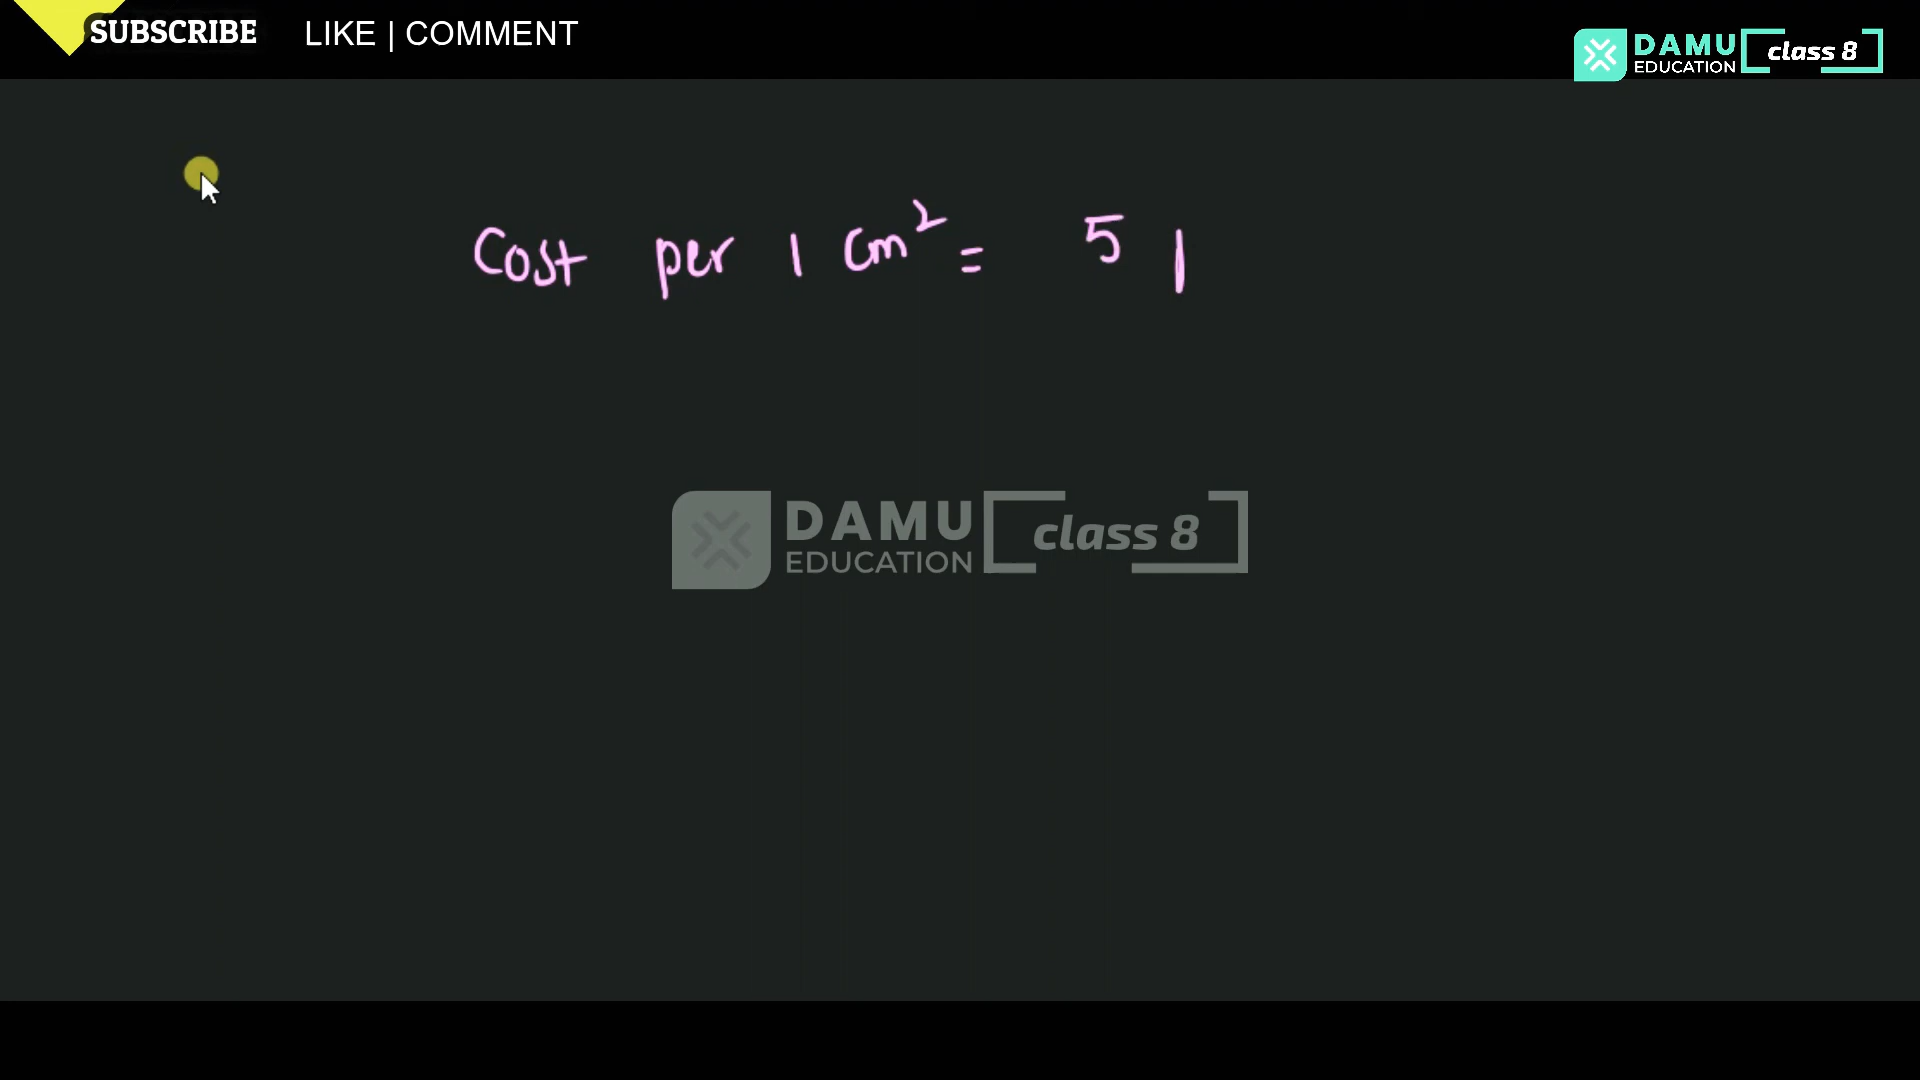 SUBSCRIBE LIKE | COMMENT
DAMU
EDUCATION
class 8
Cost per 1 cm² = 5
DAMU
EDUCATION
class 8